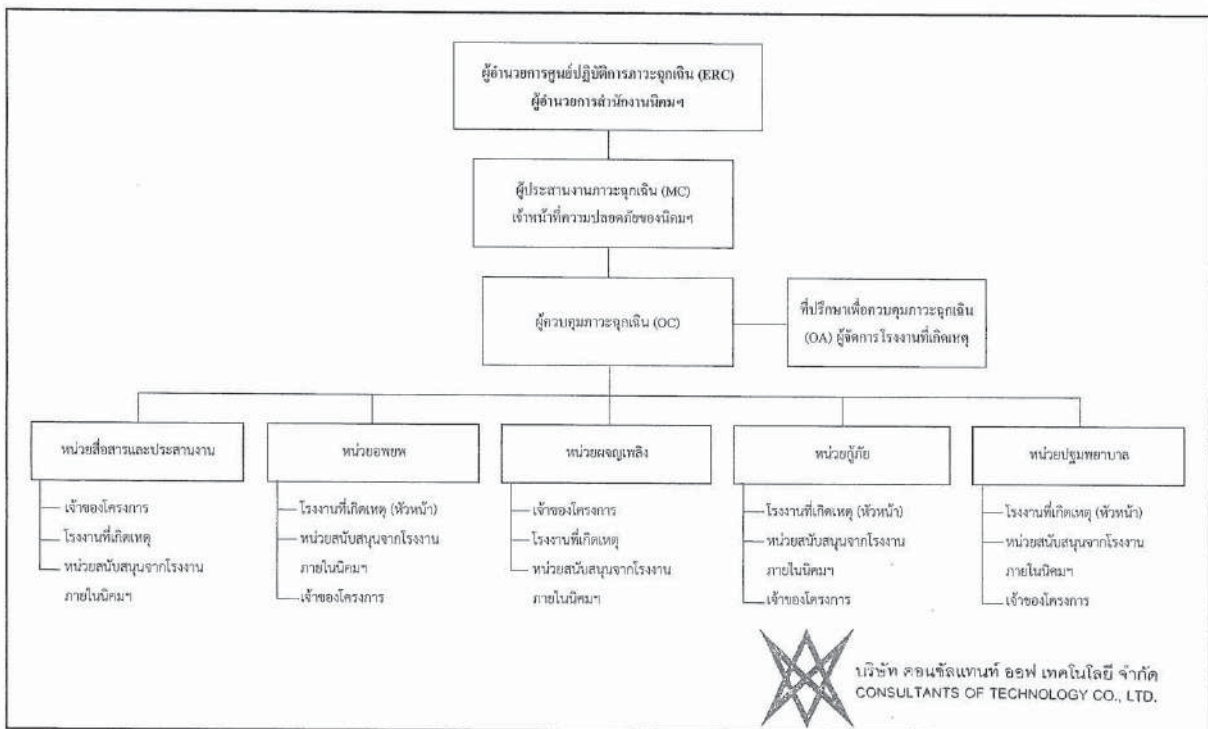 ผู้อำนวยการศูนย์ปฏิบัติการภาวะฉุกเฉิน (ERC)
ผู้อำนวยการสำนักงานนิคมฯ
ผู้ประสานงานภาวะฉุกเฉิน (MC)
เจ้าหน้าที่ความปลอดภัยของนิคมฯ
ผู้ควบคุมภาวะฉุกเฉิน (OC)
ที่ปรึกษาเพื่อควบคุมภาวะฉุกเฉิน
(OA) ผู้จัดการโรงงานที่เกิดเหตุ
หน่วยสื่อสารและประสานงาน
เจ้าของโครงการ
โรงงานที่เกิดเหตุ
หน่วยสนับสนุนจากโรงงาน
ภายในนิคมฯ
หน่วยอพยพ
โรงงานที่เกิดเหตุ (หัวหน้า)
หน่วยสนับสนุนจากโรงงาน
ภายในนิคมฯ
เจ้าของโครงการ
หน่วยผจญเพลิง
เจ้าของโครงการ
โรงงานที่เกิดเหตุ
หน่วยสนับสนุนจากโรงงาน
ภายในนิคมฯ
หน่วยกู้ภัย
โรงงานที่เกิดเหตุ (หัวหน้า)
หน่วยสนับสนุนจากโรงงาน
ภายในนิคมฯ
เจ้าของโครงการ
หน่วยปฐมพยาบาล
โรงงานที่เกิดเหตุ (หัวหน้า)
หน่วยสนับสนุนจากโรงงาน
ภายในนิคมฯ
เจ้าของโครงการ
บริษัท คอนซัลแทนท์ ออฟ เทคโนโลยี จำกัด
CONSULTANTS OF TECHNOLOGY CO., LTD.